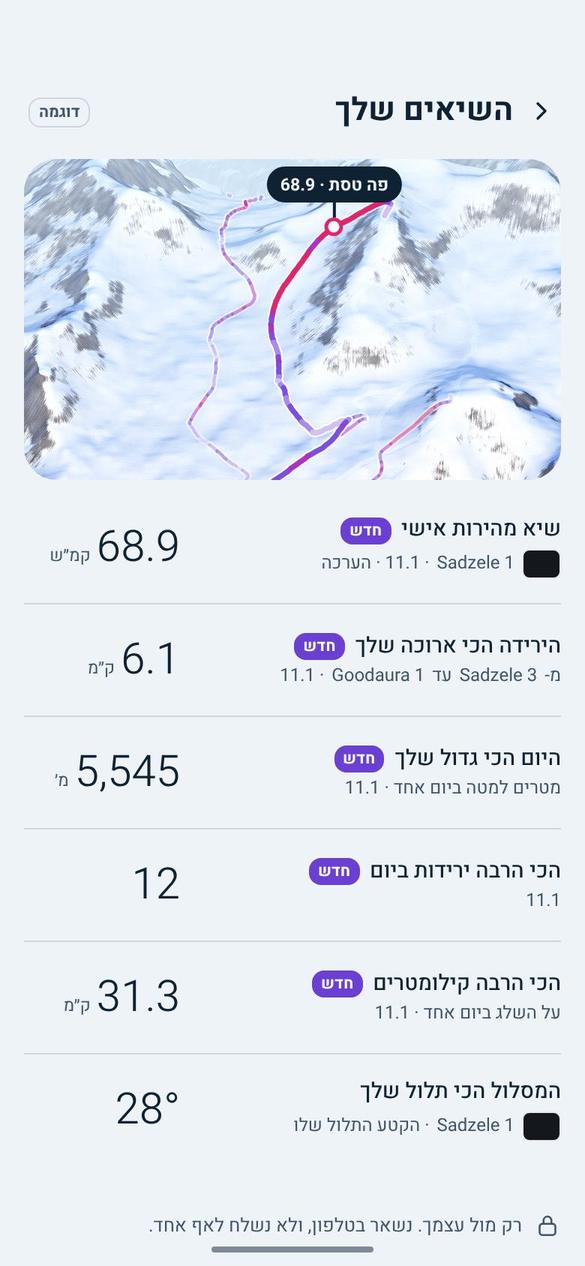 השיאים שלך
דוגמה
פה טסת · 68.9
שיא מהירות אישי חדש
Sadzele 1 · 11.1 · הערכה
68.9 קמ״ש
הירידה הכי ארוכה שלך חדש
מ- Sadzele 3 עד Goodaura 1 · 11.1
6.1 ק״מ
היום הכי גדול שלך חדש
מטרים למטה ביום אחד · 11.1
5,545 מ׳
הכי הרבה ירידות ביום חדש
11.1
12
הכי הרבה קילומטרים חדש
על השלג ביום אחד · 11.1
31.3 ק״מ
המסלול הכי תלול שלך
Sadzele 1 · הקטע התלול שלו
28°
רק מול עצמך. נשאר בטלפון, ולא נשלח לאף אחד.